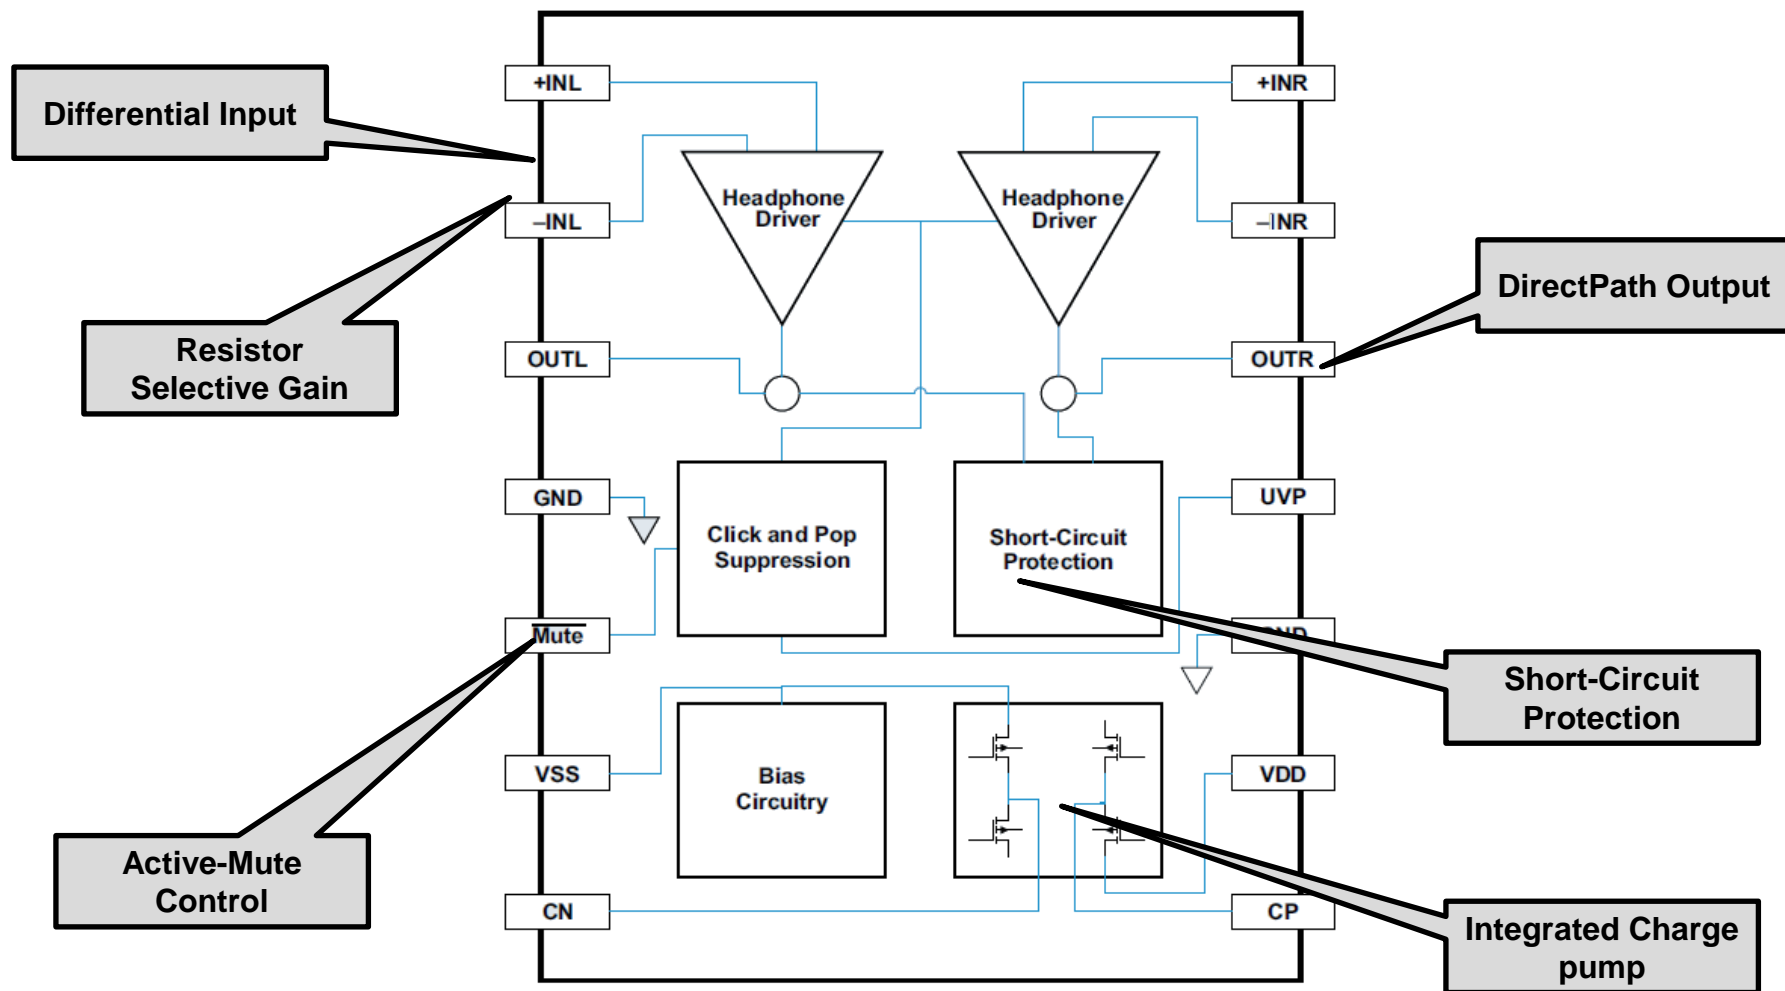 Differential Input
+INL
+INR
Headphone
Driver
Headphone
Driver
–INL
–INR
DirectPath Output
Resistor
Selective Gain
OUTL
OUTR
GND
UVP
Click and Pop
Suppression
Short-Circuit
Protection
Mute
GND
Short-Circuit
Protection
VSS
Bias
Circuitry
VDD
Active-Mute
Control
CN
CP
Integrated Charge
pump